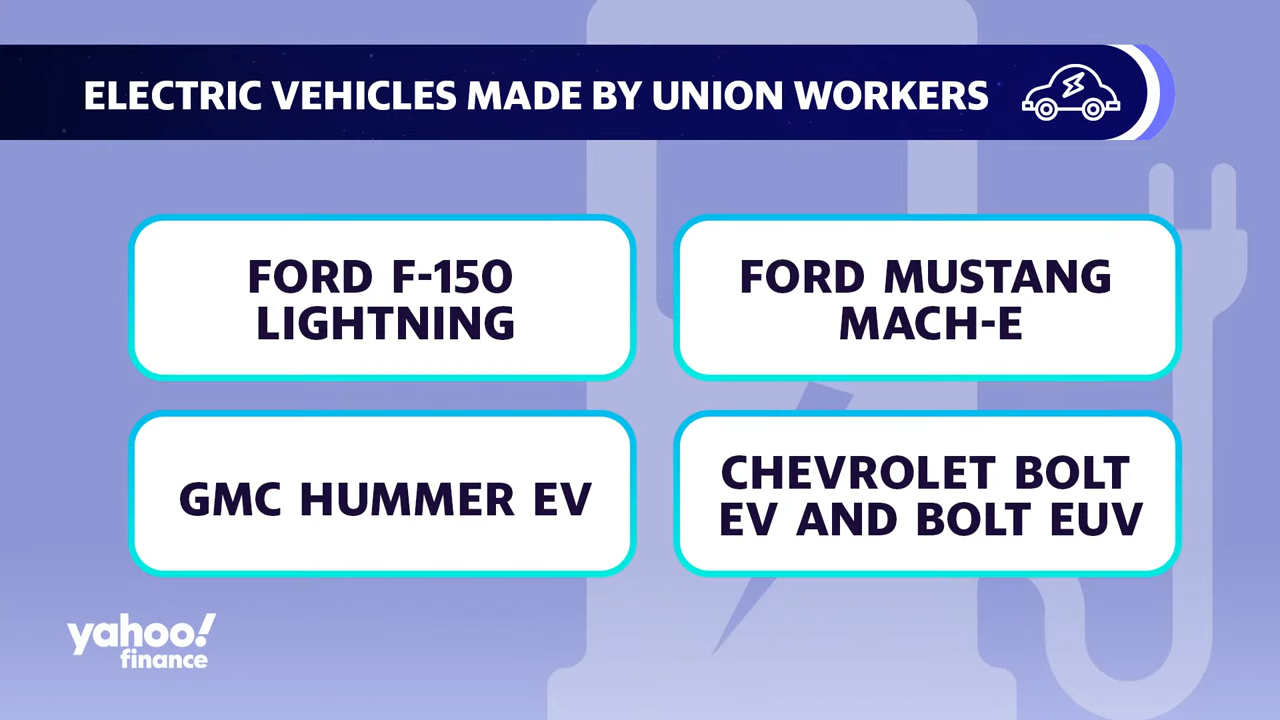 ELECTRIC VEHICLES MADE BY UNION WORKERS
FORD F-150
LIGHTNING
FORD MUSTANG
MACH-E
GMC HUMMER EV
CHEVROLET BOLT
EV AND BOLT EUV
yahoo!
finance